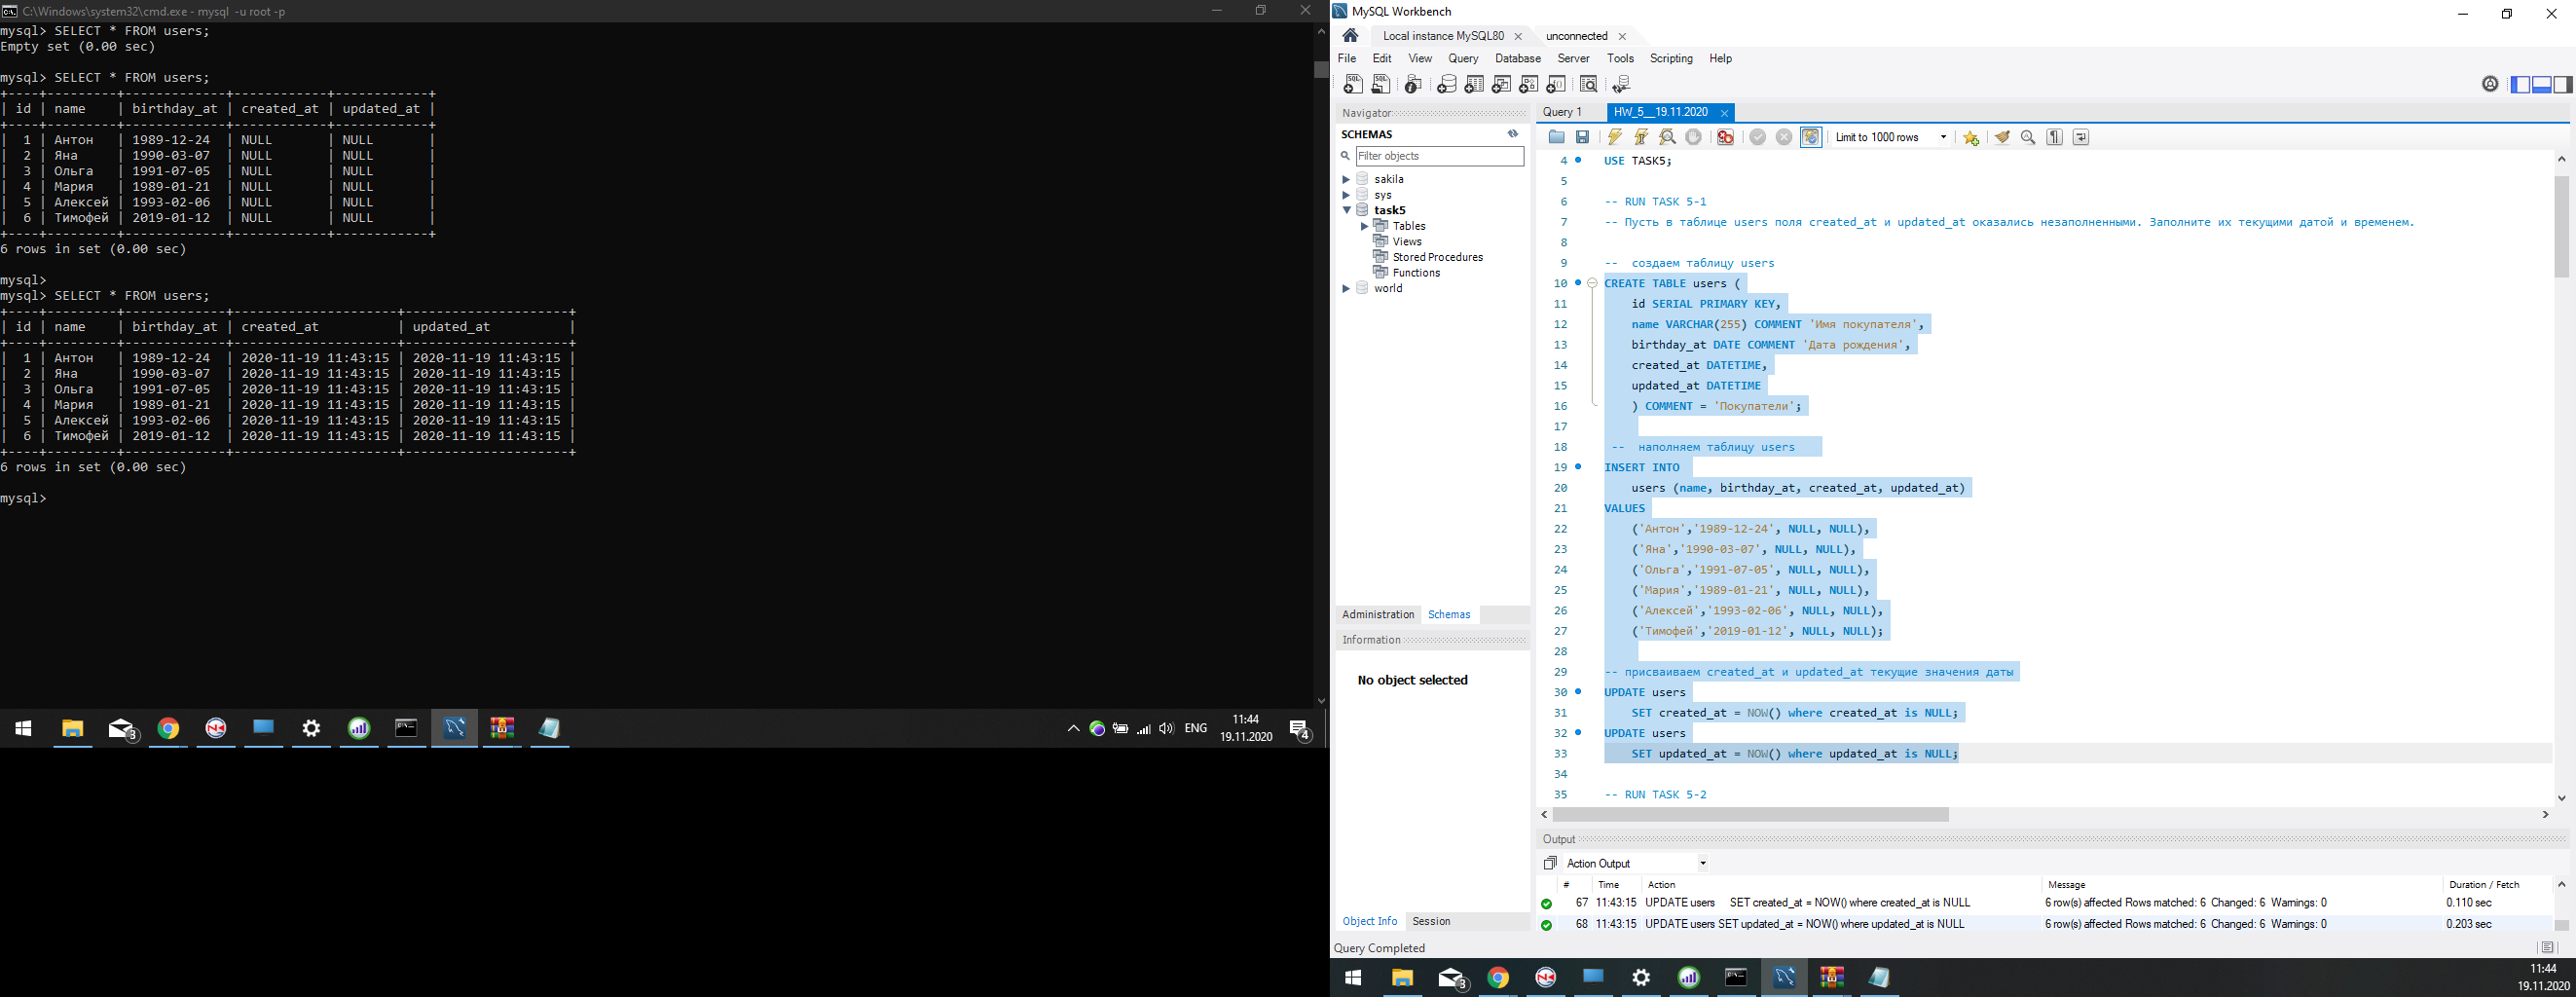 C:\Windows\system32\cmd.exe - mysql -u root -p
mysql> SELECT * FROM users;
Empty set (0.00 sec)
mysql> SELECT * FROM users;
+----+---------+-------------+------------+------------+
| id | name | birthday_at | created_at | updated_at |
+----+---------+-------------+------------+------------+
| 1 | Антон | 1989-12-24 | NULL | NULL |
| 2 | Яна | 1990-03-07 | NULL | NULL |
| 3 | Ольга | 1991-07-05 | NULL | NULL |
| 4 | Мария | 1989-01-21 | NULL | NULL |
| 5 | Алексей | 1993-02-06 | NULL | NULL |
| 6 | Тимофей | 2019-01-12 | NULL | NULL |
+----+---------+-------------+------------+------------+
6 rows in set (0.00 sec)
mysql>
mysql> SELECT * FROM users;
+----+---------+-------------+---------------------+---------------------+
| id | name | birthday_at | created_at | updated_at |
+----+---------+-------------+---------------------+---------------------+
| 1 | Антон | 1989-12-24 | 2020-11-19 11:43:15 | 2020-11-19 11:43:15 |
| 2 | Яна | 1990-03-07 | 2020-11-19 11:43:15 | 2020-11-19 11:43:15 |
| 3 | Ольга | 1991-07-05 | 2020-11-19 11:43:15 | 2020-11-19 11:43:15 |
| 4 | Мария | 1989-01-21 | 2020-11-19 11:43:15 | 2020-11-19 11:43:15 |
| 5 | Алексей | 1993-02-06 | 2020-11-19 11:43:15 | 2020-11-19 11:43:15 |
| 6 | Тимофей | 2019-01-12 | 2020-11-19 11:43:15 | 2020-11-19 11:43:15 |
+----+---------+-------------+---------------------+---------------------+
6 rows in set (0.00 sec)
mysql>
3
ENG
11:44
19.11.2020
4
MySQL Workbench
Local instance MySQL80
unconnected
File Edit View Query Database Server Tools Scripting Help
Navigator
SCHEMAS
Filter objects
sakila
sys
task5
Tables
Views
Stored Procedures
Functions
world
Administration Schemas
Information
No object selected
Object Info Session
Query Completed
Query 1
HW_5__19.11.2020
Limit to 1000 rows
4 USE TASK5;
5
6 -- RUN TASK 5-1
7 -- Пусть в таблице users поля created_at и updated_at оказались незаполненными. Заполните их текущими датой и временем.
8
9 -- создаем таблицу users
10 CREATE TABLE users (
11 id SERIAL PRIMARY KEY,
12 name VARCHAR(255) COMMENT 'Имя покупателя',
13 birthday_at DATE COMMENT 'Дата рождения',
14 created_at DATETIME,
15 updated_at DATETIME
16 ) COMMENT = 'Покупатели';
17
18 -- наполняем таблицу users
19 INSERT INTO
20 users (name, birthday_at, created_at, updated_at)
21 VALUES
22 ('Антон','1989-12-24', NULL, NULL),
23 ('Яна','1990-03-07', NULL, NULL),
24 ('Ольга','1991-07-05', NULL, NULL),
25 ('Мария','1989-01-21', NULL, NULL),
26 ('Алексей','1993-02-06', NULL, NULL),
27 ('Тимофей','2019-01-12', NULL, NULL);
28
29 -- присваиваем created_at и updated_at текущие значения даты
30 UPDATE users
31 SET created_at = NOW() where created_at is NULL;
32 UPDATE users
33 SET updated_at = NOW() where updated_at is NULL;
34
35 -- RUN TASK 5-2
Output
Action Output
# Time Action Message Duration / Fetch
67 11:43:15 UPDATE users SET created_at = NOW() where created_at is NULL 6 row(s) affected Rows matched: 6 Changed: 6 Warnings: 0 0.110 sec
68 11:43:15 UPDATE users SET updated_at = NOW() where updated_at is NULL 6 row(s) affected Rows matched: 6 Changed: 6 Warnings: 0 0.203 sec
3
11:44
19.11.2020